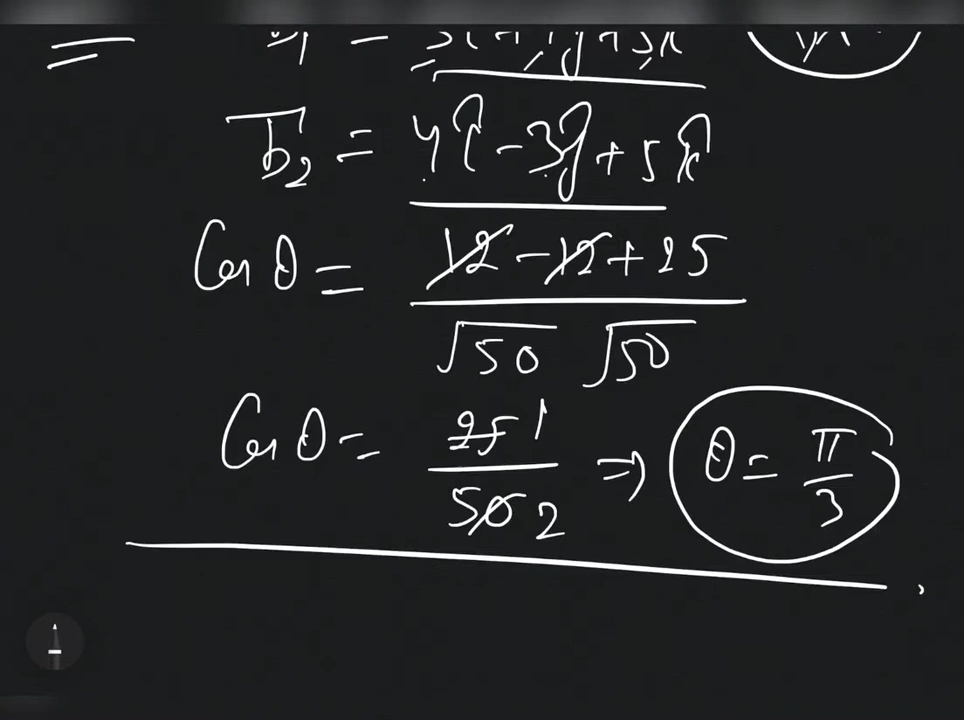 b₂ = 4î - 3ĵ + 5k̂
Cos θ = 12 - 12 + 25
√50 √50
Cos θ = 25 1 ⇒ θ = π/3
50 2